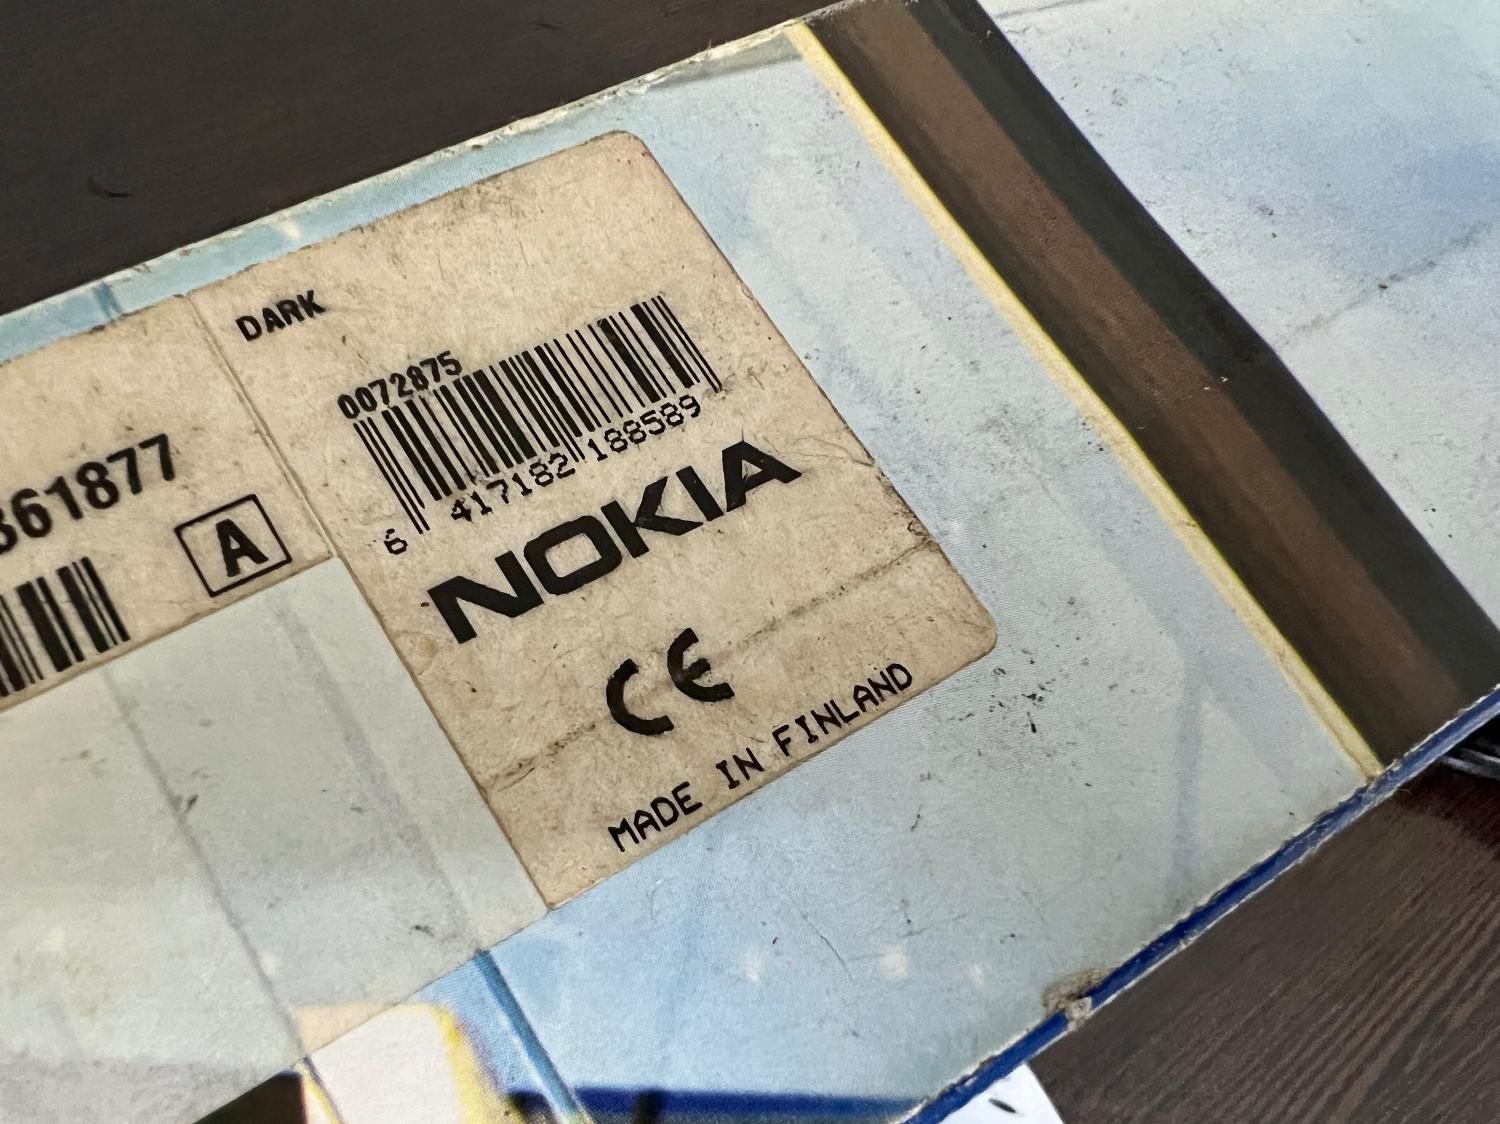 DARK
0072875
6 417182 188589
NOKIA
CE
MADE IN FINLAND
361877
A